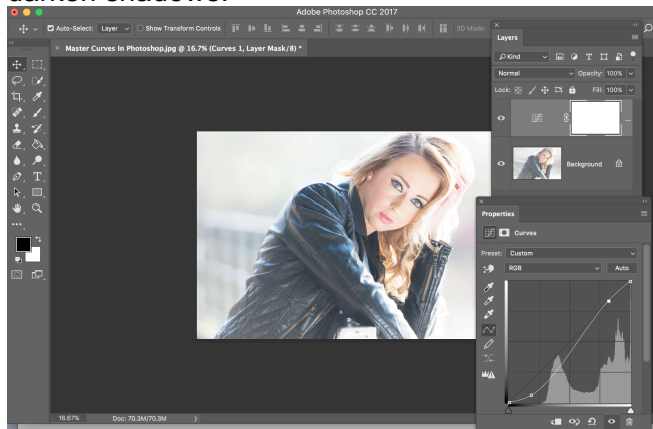 darken shadows.
Adobe Photoshop CC 2017
Auto-Select: Layer Show Transform Controls 3D Mode:
× Master Curves In Photoshop.jpg @ 16.7% (Curves 1, Layer Mask/8) *
Layers
Kind
Normal Opacity: 100%
Lock: Fill: 100%
...
Background
Properties
Curves
Preset: Custom
RGB Auto
16.67% Doc: 70.3M/70.3M